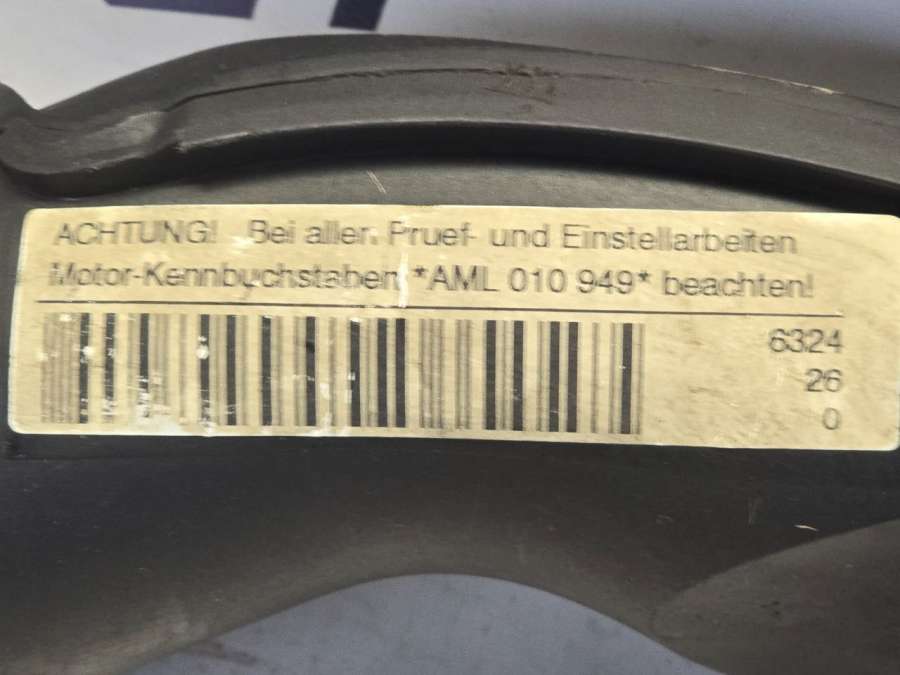 ACHTUNG! Bei allen Pruef- und Einstellarbeiten
Motor-Kennbuchstaben *AML 010 949* beachten!
6324
26
0